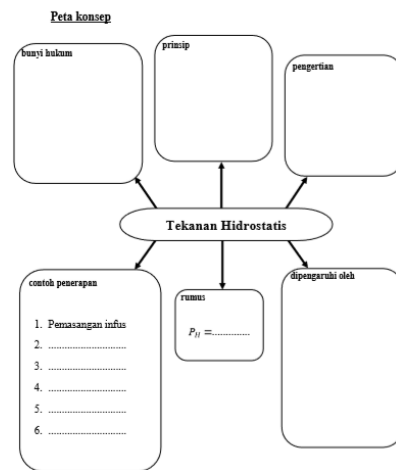 Peta konsep
bunyi hukum
prinsip
pengertian
Tekanan Hidrostatis
contoh penerapan
1. Pemasangan infus
2. ............................
3. ............................
4. ............................
5. ............................
6. ............................
rumus
P_H =..............
dipengaruhi oleh